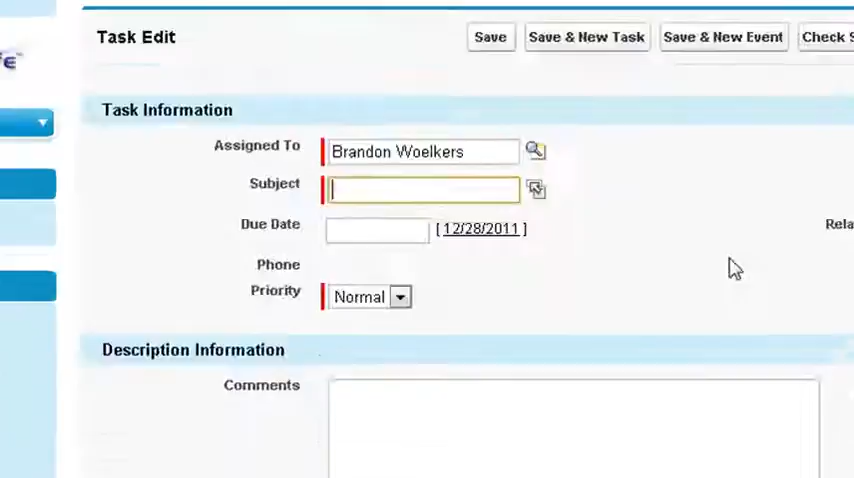 Task Edit
Save
Save & New Task
Save & New Event
Check S
Task Information
Assigned To
Brandon Woelkers
Subject
Due Date
[ 12/28/2011 ]
Rela
Phone
Priority
Normal
Description Information
Comments